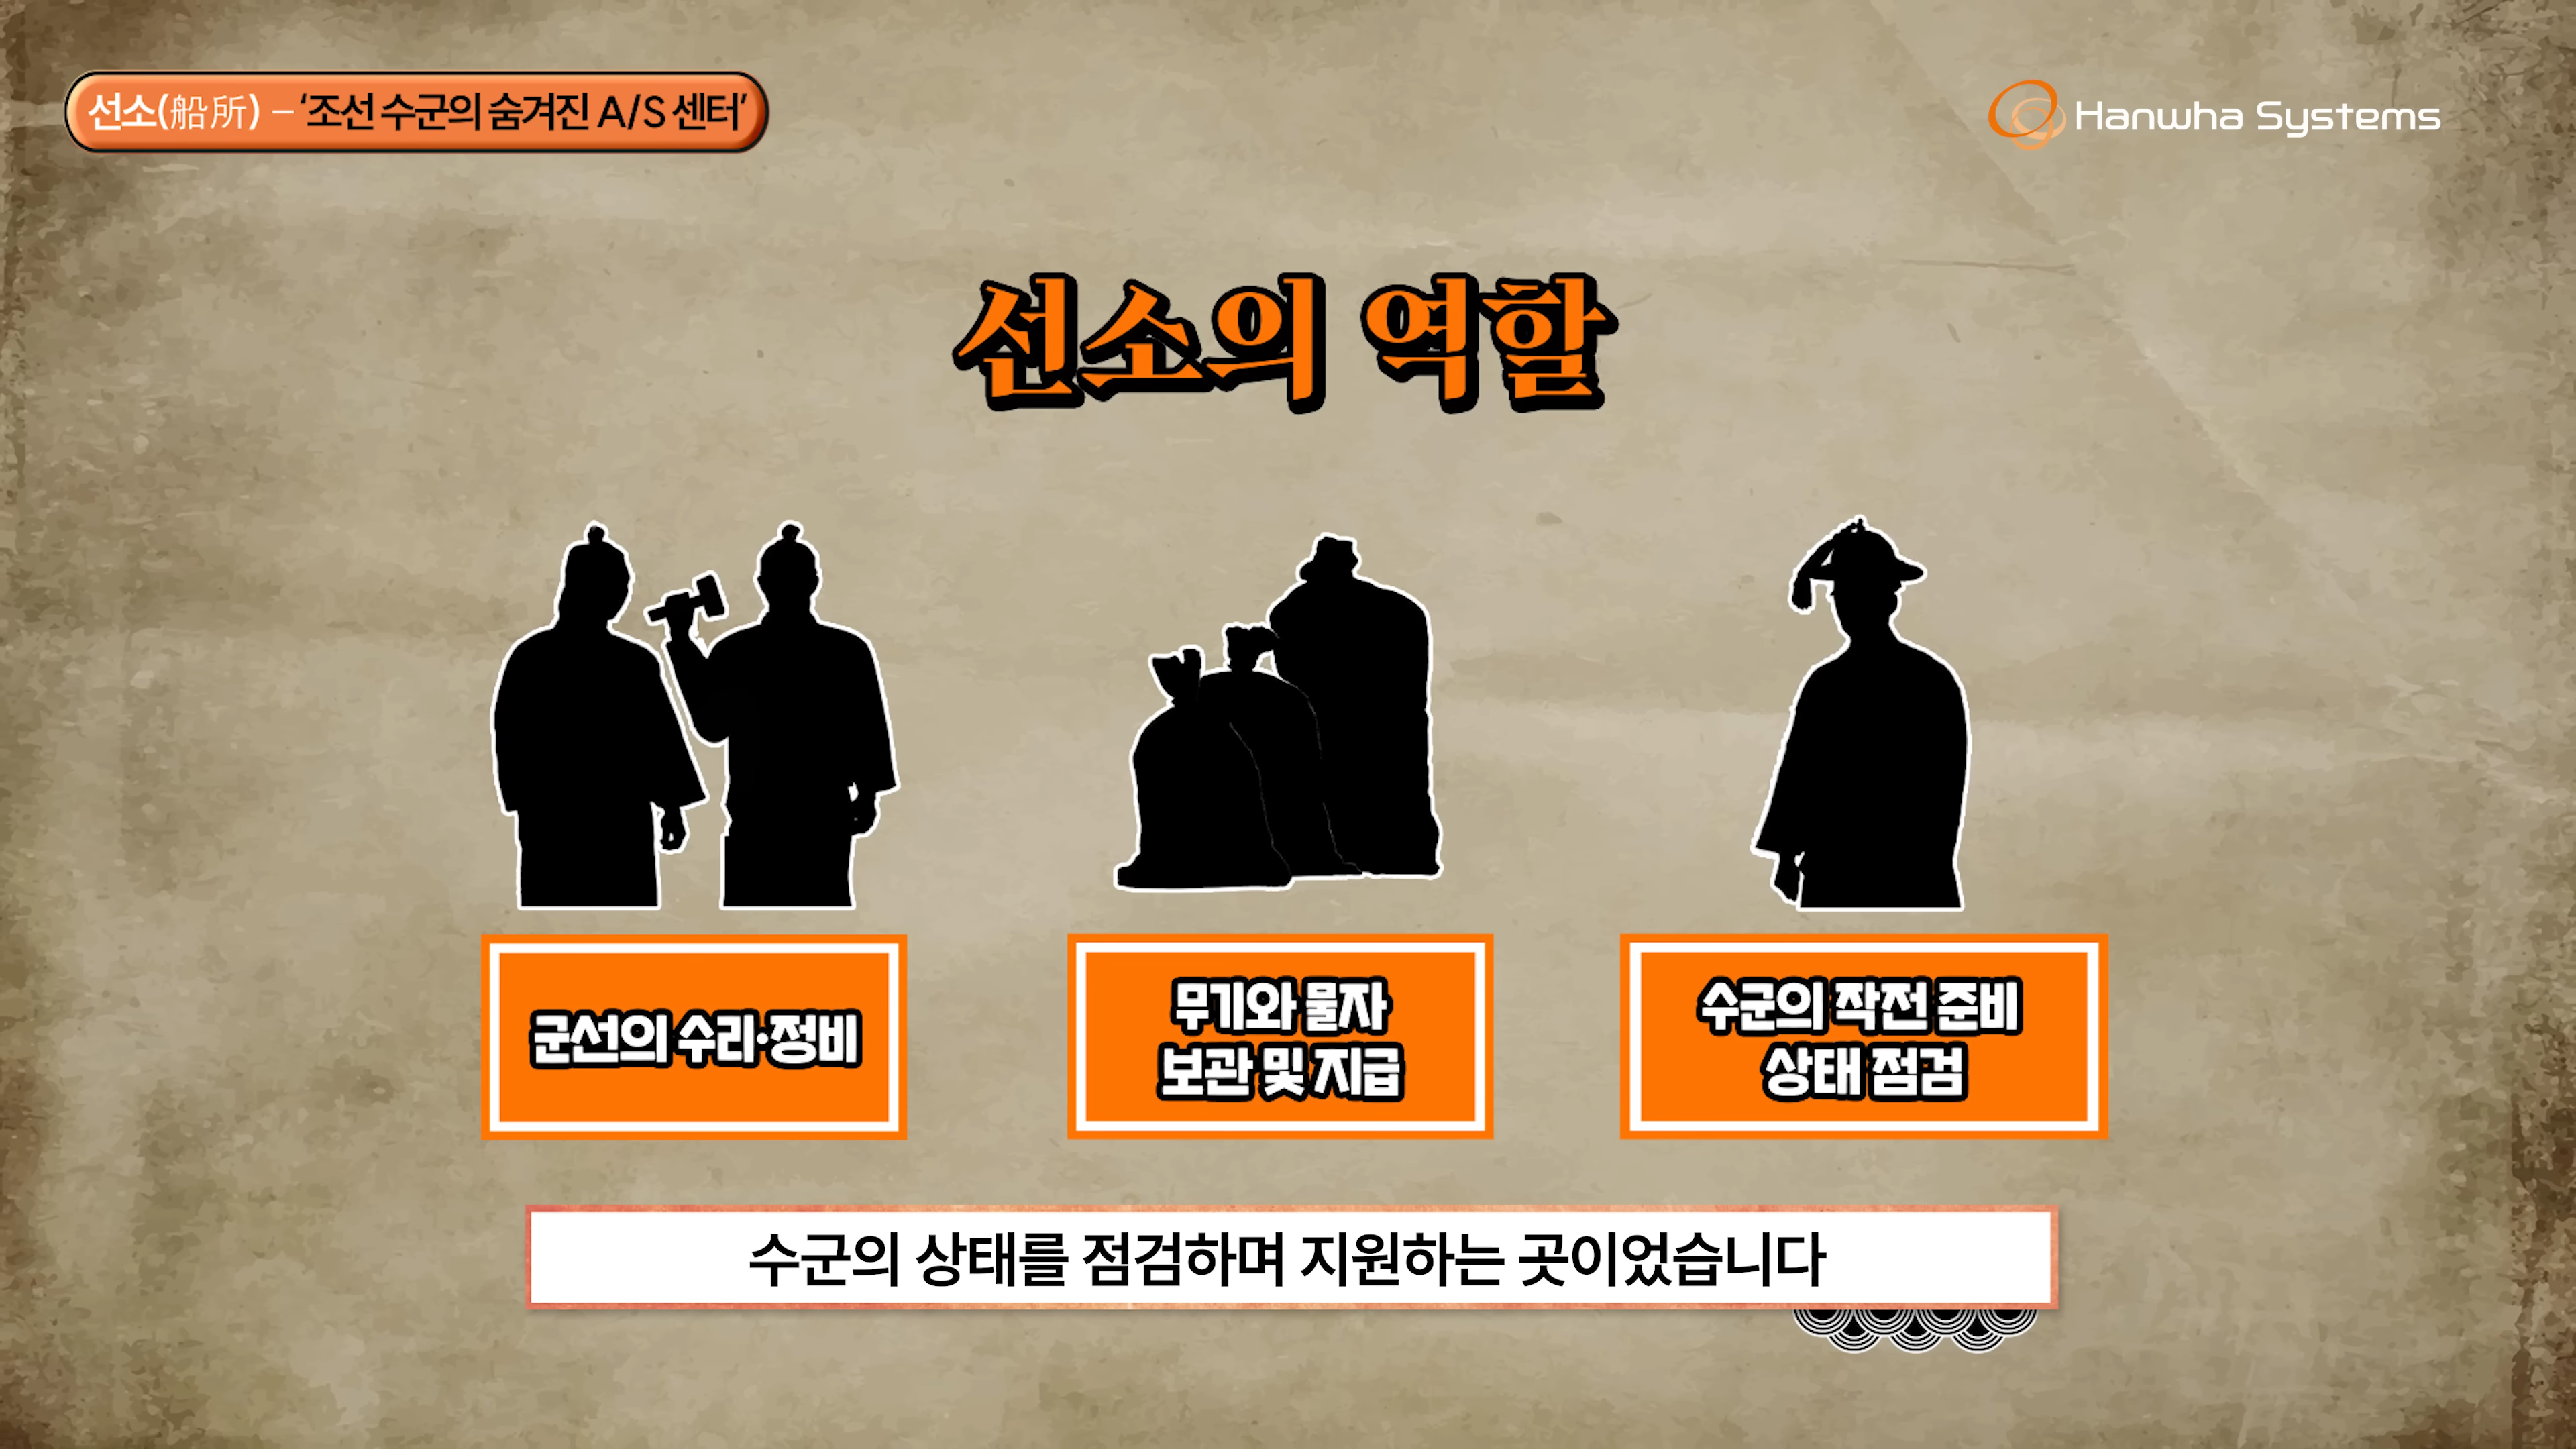 선소(船所) – ‘조선 수군의 숨겨진 A/S 센터’
Hanwha Systems
선소의 역할
군선의 수리·정비
무기와 물자
보관 및 지급
수군의 작전 준비
상태 점검
수군의 상태를 점검하며 지원하는 곳이었습니다